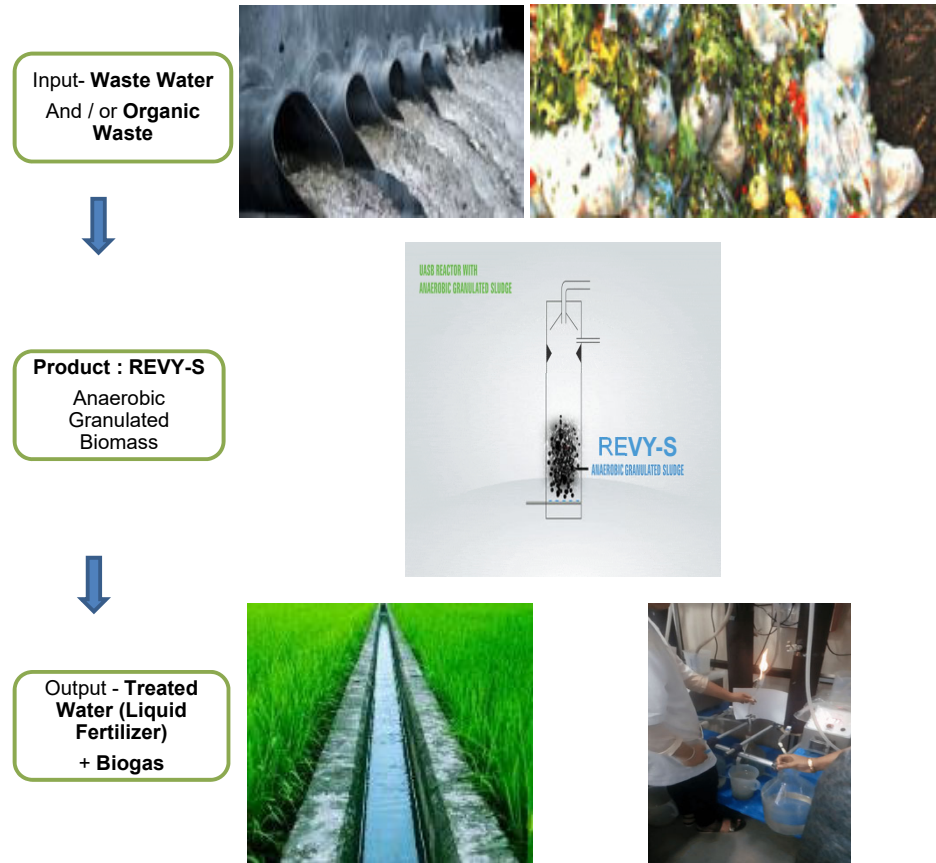 Input- Waste Water
And / or Organic
Waste
UASB REACTOR WITH
ANAEROBIC GRANULATED SLUDGE
Product : REVY-S
Anaerobic
Granulated
Biomass
REVY-S
ANAEROBIC GRANULATED SLUDGE
Output - Treated
Water (Liquid
Fertilizer)
+ Biogas